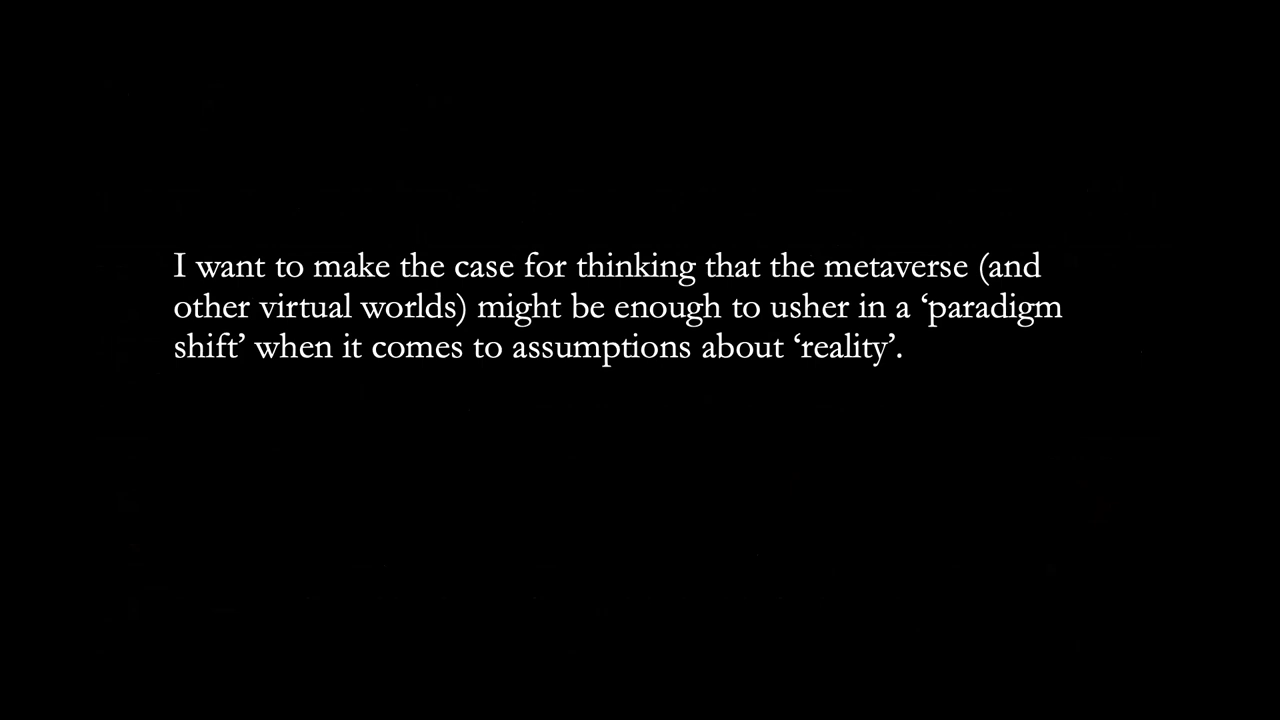 I want to make the case for thinking that the metaverse (and
other virtual worlds) might be enough to usher in a ‘paradigm
shift’ when it comes to assumptions about ‘reality’.